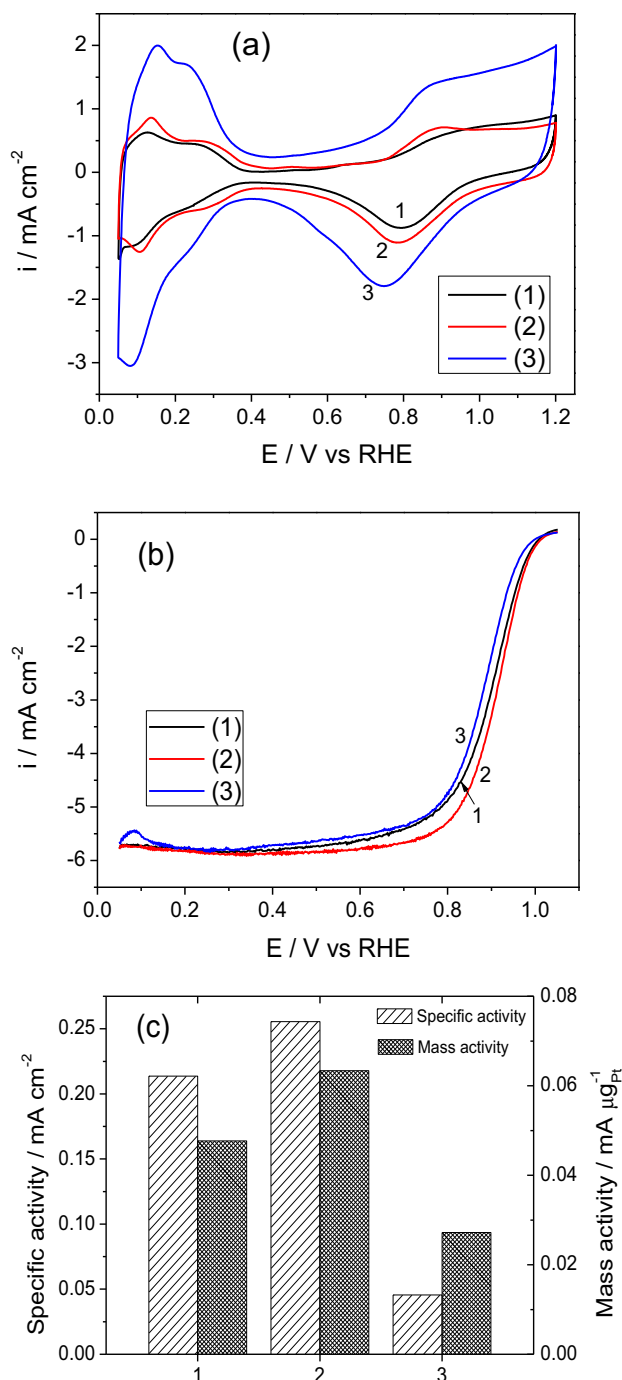 (a)
2
1
0
-1
-2
-3
i / mA cm⁻²
1
2
3
(1)
(2)
(3)
0.0 0.2 0.4 0.6 0.8 1.0 1.2
E / V vs RHE
(b)
0
-1
-2
-3
-4
-5
-6
i / mA cm⁻²
(1)
(2)
(3)
3
2
1
0.0 0.2 0.4 0.6 0.8 1.0
E / V vs RHE
(c)
Specific activity
Mass activity
0.25
0.20
0.15
0.10
0.05
0.00
Specific activity / mA cm⁻²
0.08
0.06
0.04
0.02
0.00
Mass activity / mA µg⁻¹Pt
1 2 3